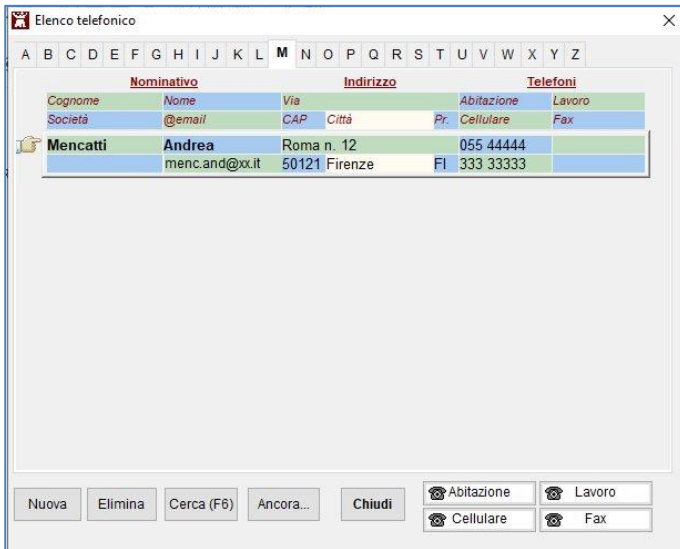 Elenco telefonico
A B C D E F G H I J K L M N O P Q R S T U V W X Y Z
Nominativo Indirizzo Telefoni
Cognome Nome Via Abitazione Lavoro
Società @email CAP Città Pr. Cellulare Fax
Mencatti Andrea Roma n. 12 055 44444
menc.and@xx.it 50121 Firenze FI 333 33333
Nuova Elimina Cerca (F6) Ancora... Chiudi
Abitazione Lavoro
Cellulare Fax